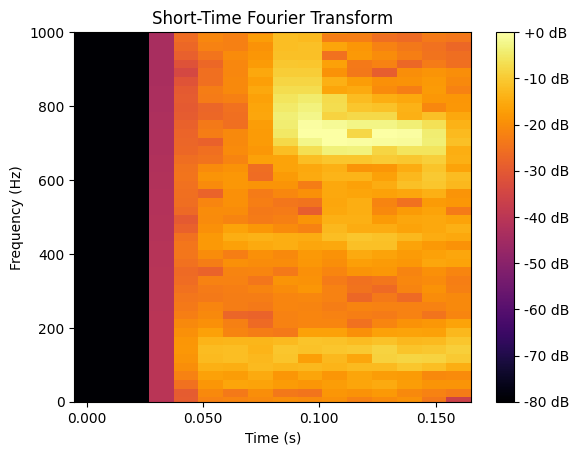 Short-Time Fourier Transform
1000
800
600
400
200
0
Frequency (Hz)
0.000
0.050
0.100
0.150
Time (s)
+0 dB
-10 dB
-20 dB
-30 dB
-40 dB
-50 dB
-60 dB
-70 dB
-80 dB